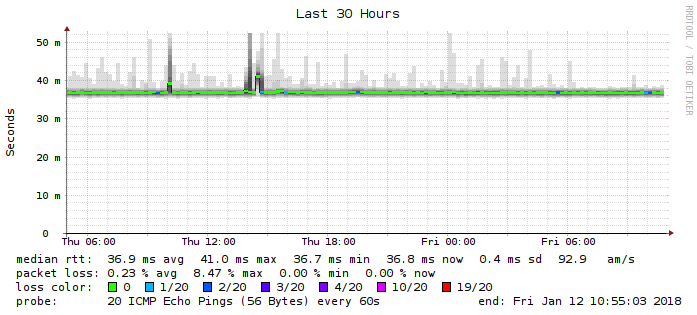 Last 30 Hours
RRDTOOL / TOBI OETIKER
Seconds
50 m
40 m
30 m
20 m
10 m
0
Thu 06:00 Thu 12:00 Thu 18:00 Fri 00:00 Fri 06:00
median rtt: 36.9 ms avg 41.0 ms max 36.7 ms min 36.8 ms now 0.4 ms sd 92.9 am/s
packet loss: 0.23 % avg 8.47 % max 0.00 % min 0.00 % now
loss color: 0 1/20 2/20 3/20 4/20 10/20 19/20
probe: 20 ICMP Echo Pings (56 Bytes) every 60s end: Fri Jan 12 10:55:03 2018